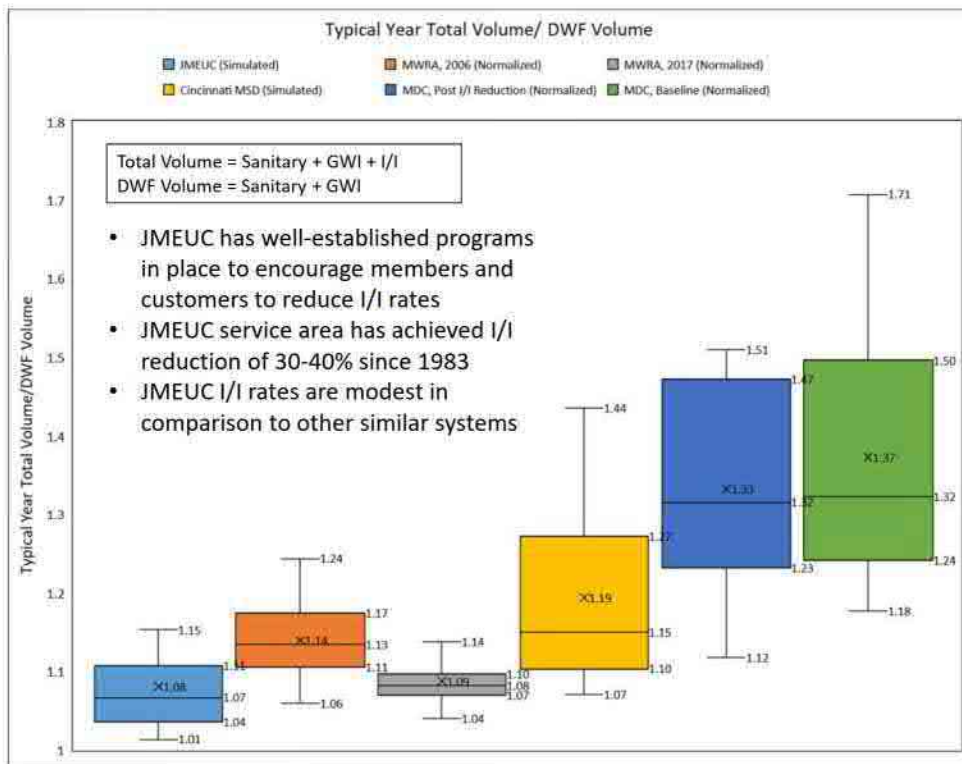 Typical Year Total Volume/ DWF Volume
JMEUC (Simulated)
MWRA, 2006 (Normalized)
MWRA, 2017 (Normalized)
Cincinnati MSD (Simulated)
MDC, Post I/I Reduction (Normalized)
MDC, Baseline (Normalized)
Typical Year Total Volume/DWF Volume
1.8
1.7
1.6
1.5
1.4
1.3
1.2
1.1
1
Total Volume = Sanitary + GWI + I/I
DWF Volume = Sanitary + GWI
• JMEUC has well-established programs
in place to encourage members and
customers to reduce I/I rates
• JMEUC service area has achieved I/I
reduction of 30-40% since 1983
• JMEUC I/I rates are modest in
comparison to other similar systems
1.15
1.11
1.08
1.07
1.04
1.01
1.24
1.17
1.14
1.13
1.11
1.06
1.14
1.10
1.09
1.08
1.07
1.04
1.44
1.27
1.19
1.15
1.10
1.07
1.51
1.47
1.33
1.32
1.23
1.12
1.71
1.50
1.37
1.32
1.24
1.18